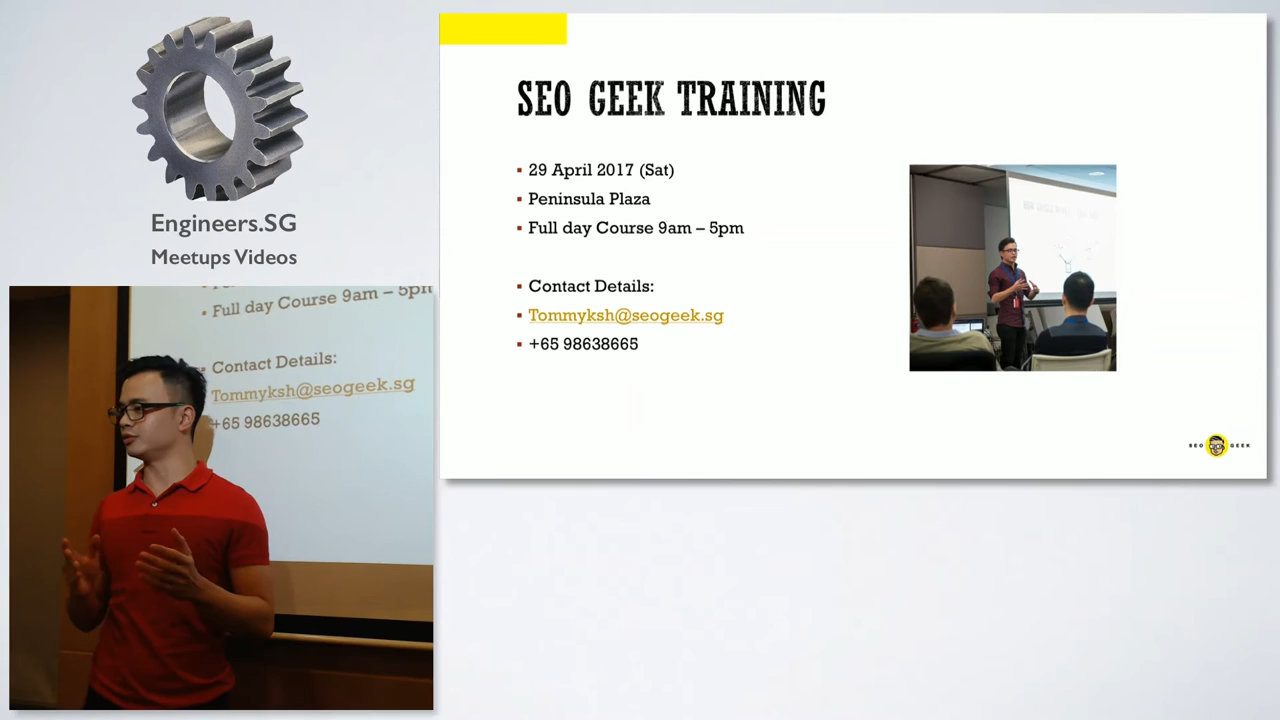 Engineers.SG
Meetups Videos
SEO GEEK TRAINING
29 April 2017 (Sat)
Peninsula Plaza
Full day Course 9am – 5pm
Contact Details:
Tommyksh@seogeek.sg
+65 98638665
SEO GEEK
Full day Course 9am – 5pm
Contact Details:
Tommyksh@seogeek.sg
+65 98638665